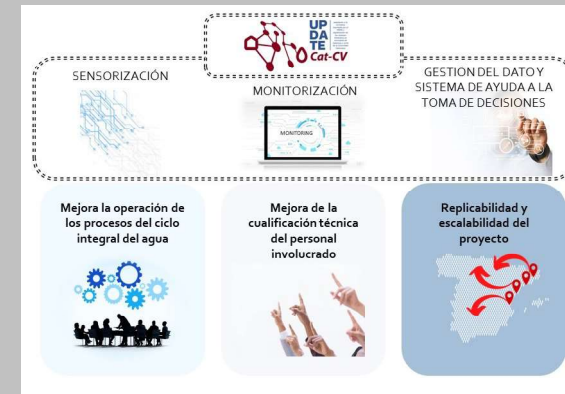 UP
DA
TE
Cat-CV
SENSORIZACIÓN
MONITORIZACIÓN
MONITORING
GESTION DEL DATO Y
SISTEMA DE AYUDA A LA
TOMA DE DECISIONES
Mejora la operación de
los procesos del ciclo
integral del agua
Mejora de la
cualificación técnica
del personal
involucrado
Replicabilidad y
escalabilidad del
proyecto